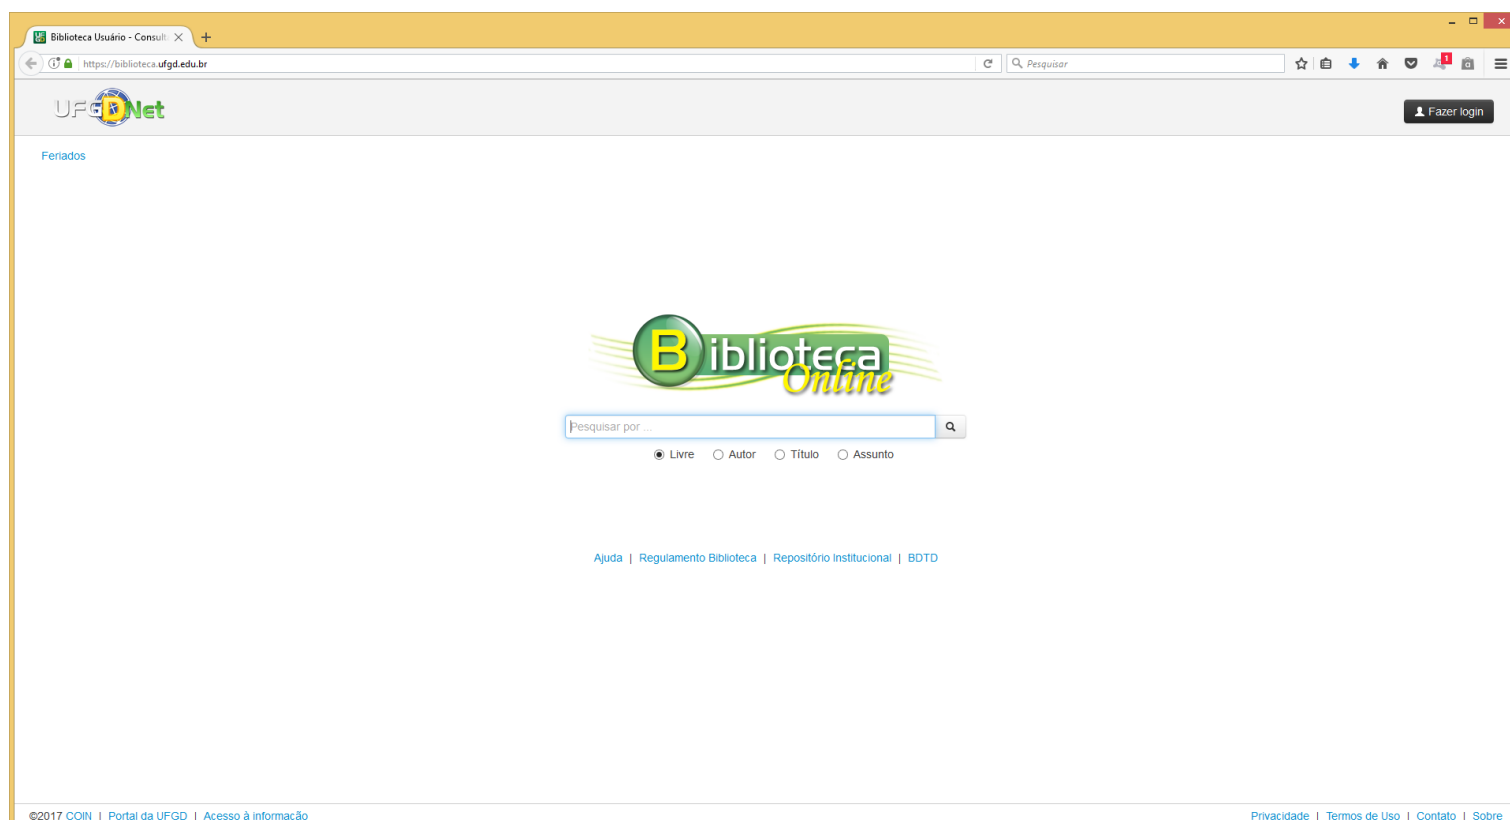 Biblioteca Usuário - Consult
https://biblioteca.ufgd.edu.br
Pesquisar
1
UFGDNet
Fazer login
Feriados
Biblioteca
Online
Pesquisar por ...
Livre Autor Título Assunto
Ajuda | Regulamento Biblioteca | Repositório Institucional | BDTD
©2017 COIN | Portal da UFGD | Acesso à informação
Privacidade | Termos de Uso | Contato | Sobre